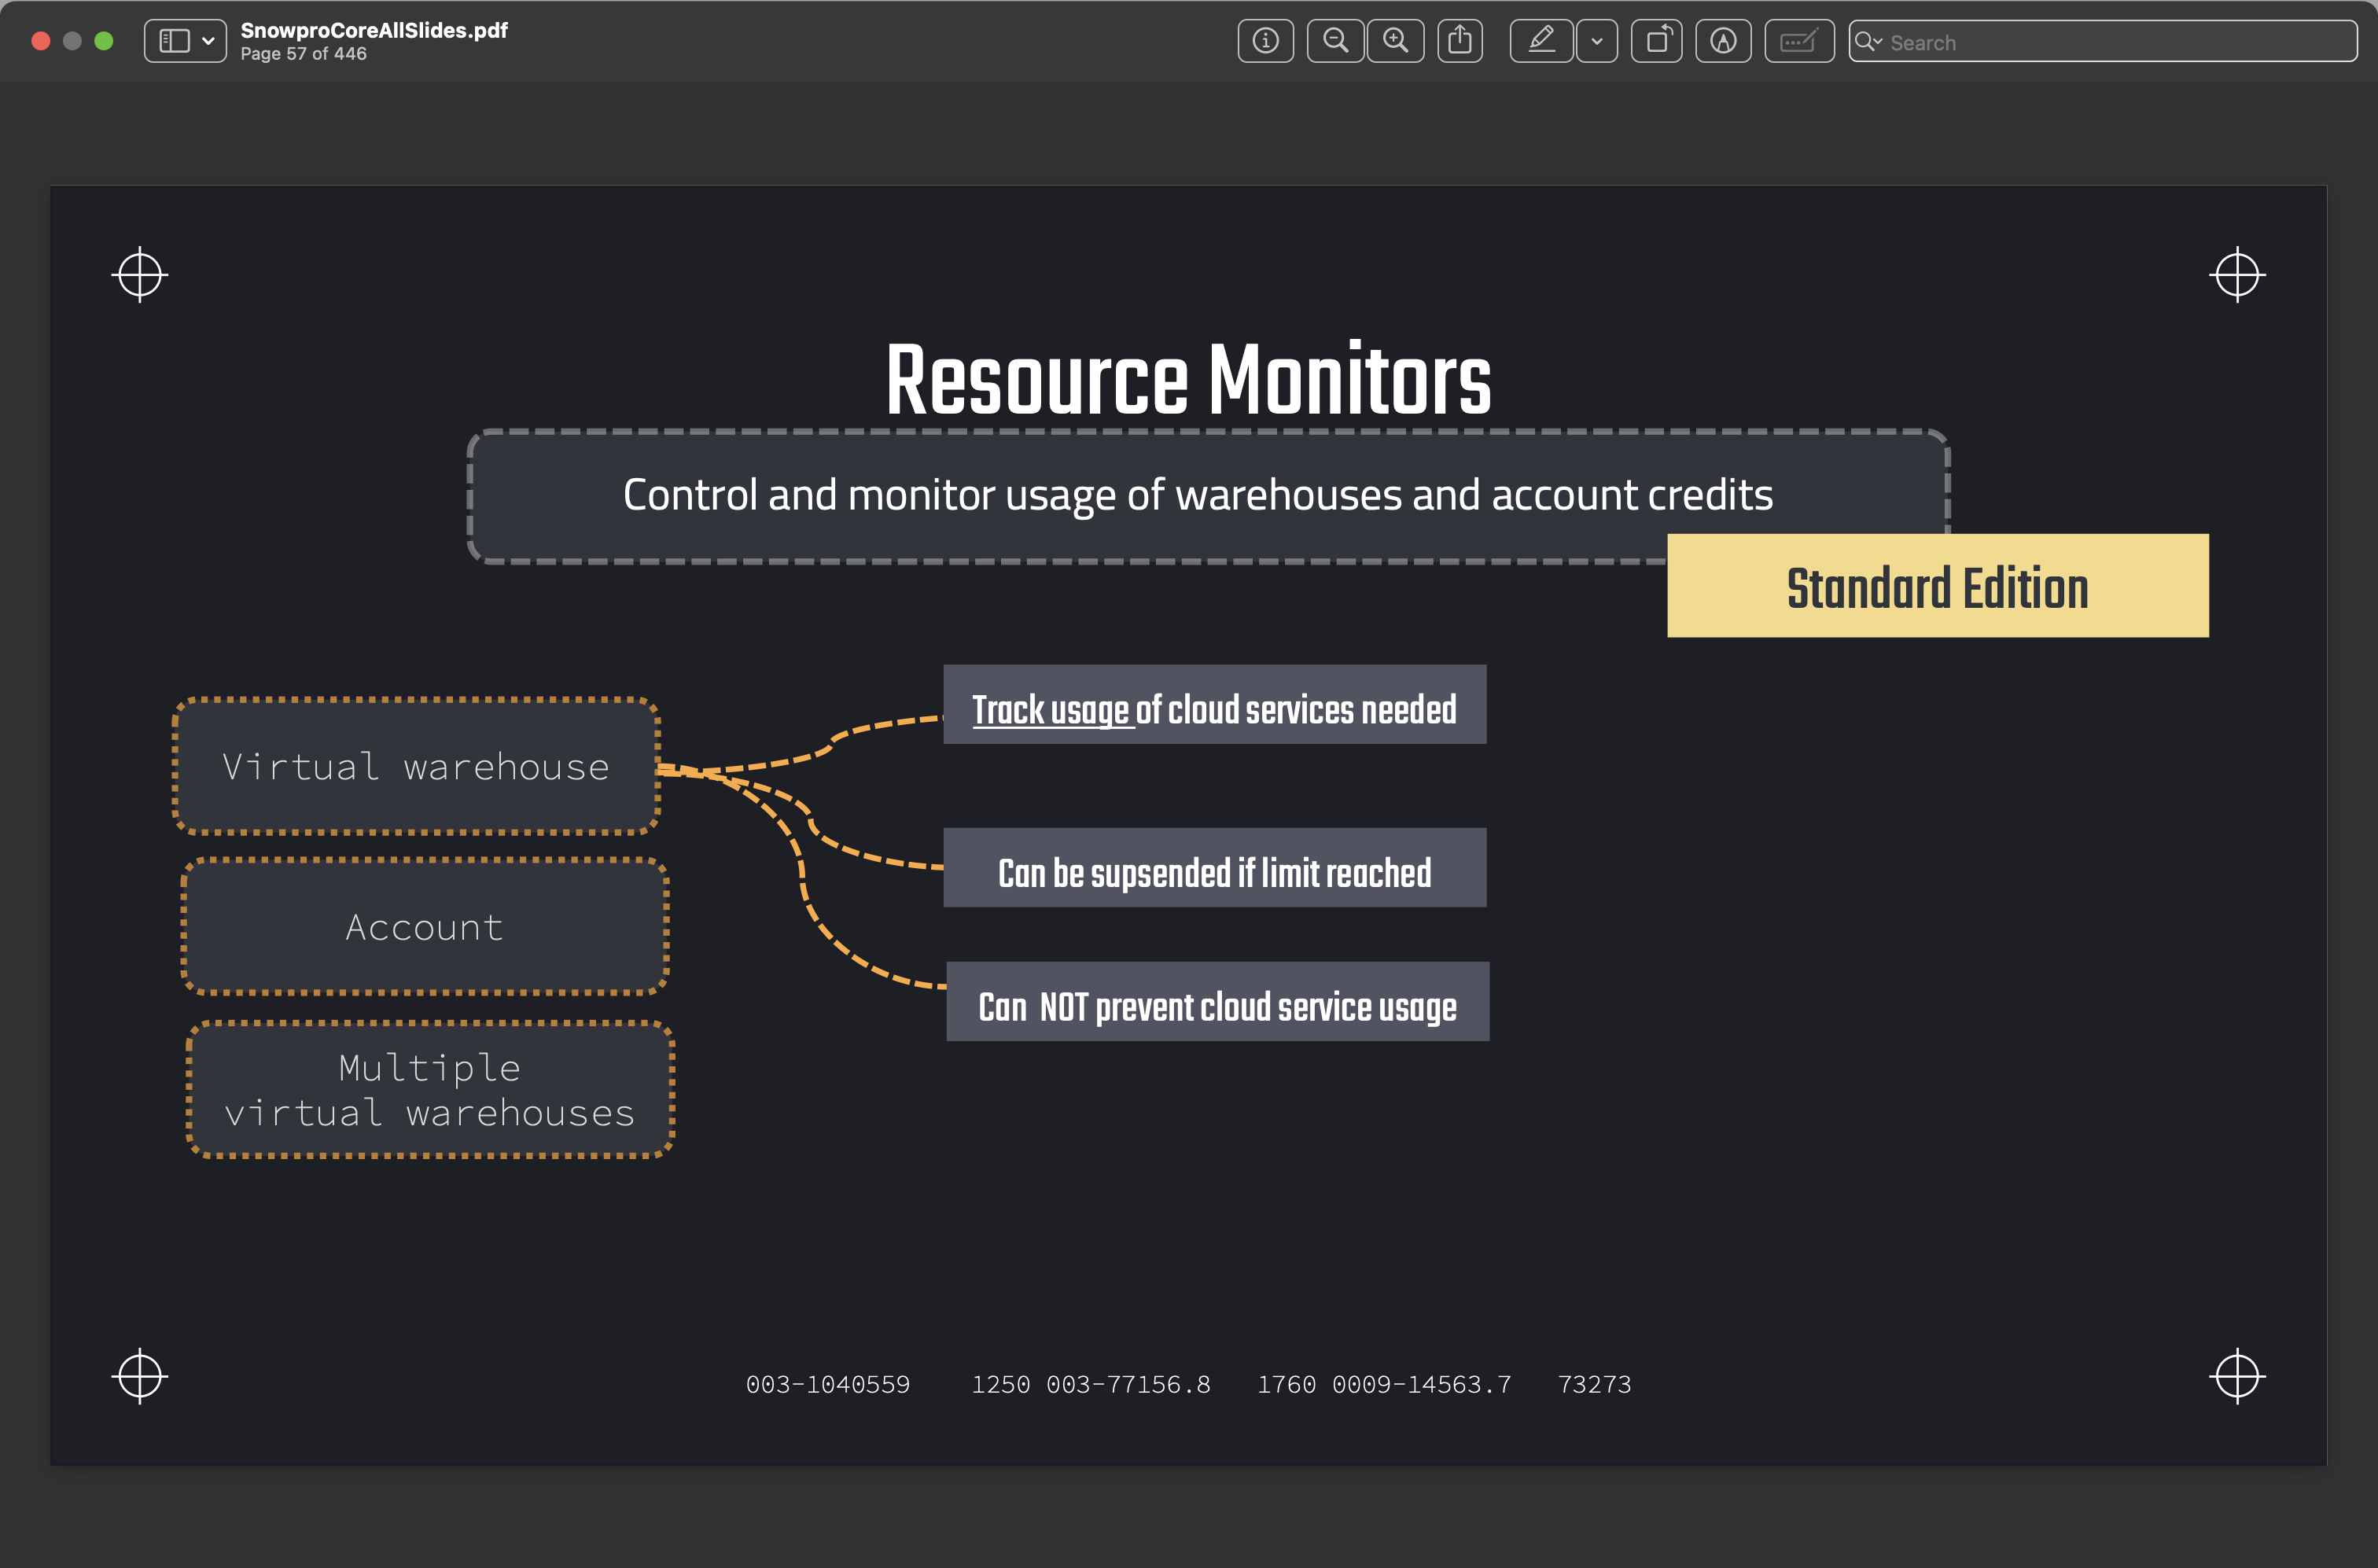 SnowproCoreAllSlides.pdf
Page 57 of 446
Search
Resource Monitors
Control and monitor usage of warehouses and account credits
Standard Edition
Track usage of cloud services needed
Virtual warehouse
Can be supsended if limit reached
Account
Can NOT prevent cloud service usage
Multiple
virtual warehouses
003-1040559 1250 003-77156.8 1760 0009-14563.7 73273